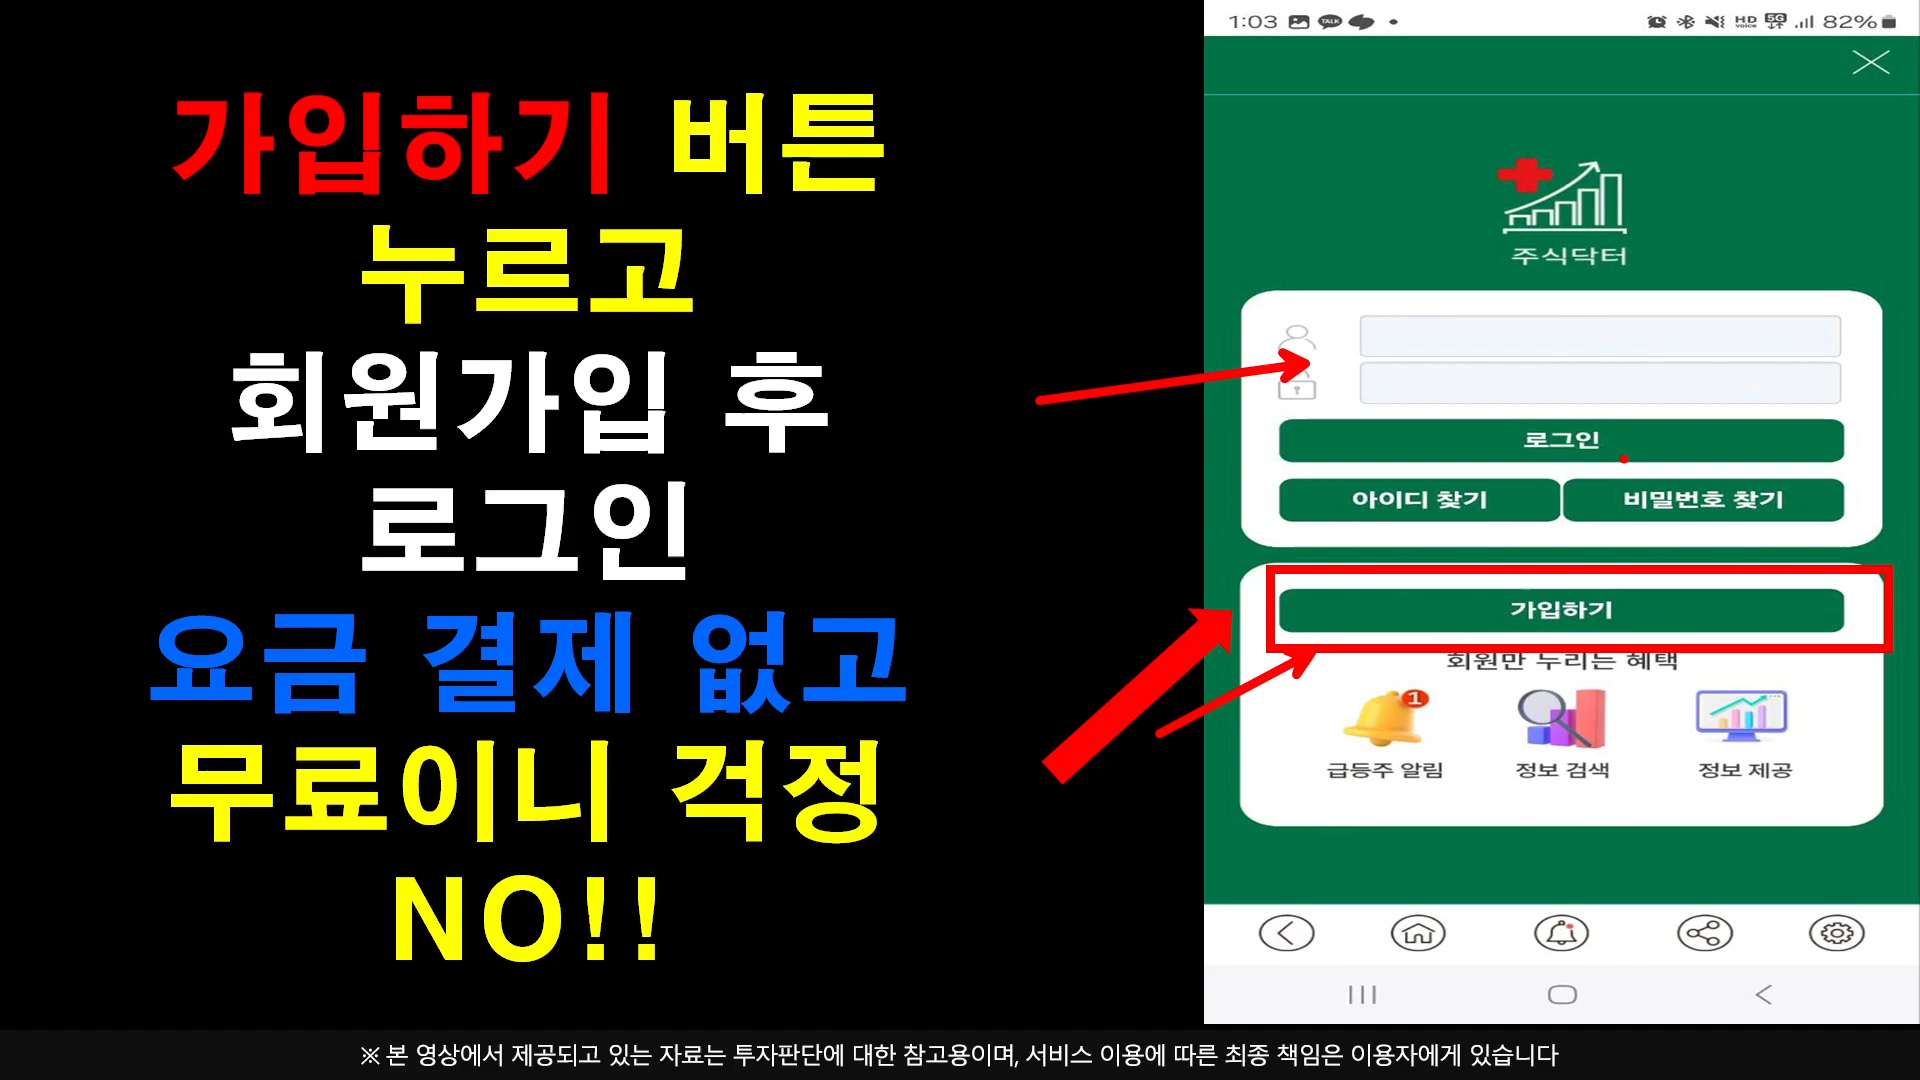 가입하기 버튼
누르고
회원가입 후
로그인
요금 결제 없고
무료이니 걱정
NO!!
1:03 TALK HD voice 5G 82%
주식닥터
로그인
아이디 찾기 비밀번호 찾기
가입하기
회원만 누리는 혜택
1
급등주 알림 정보 검색 정보 제공
※ 본 영상에서 제공되고 있는 자료는 투자판단에 대한 참고용이며, 서비스 이용에 따른 최종 책임은 이용자에게 있습니다